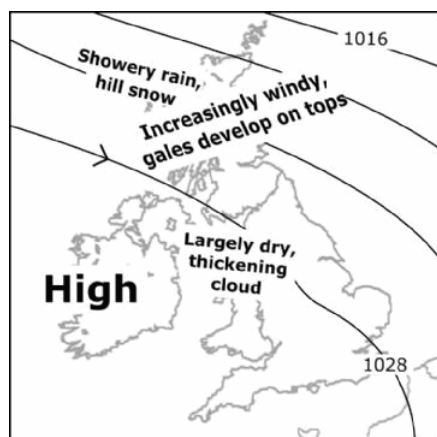 1016
Showery rain,
hill snow
Increasingly windy,
gales develop on tops
Largely dry,
thickening
cloud
High
1028